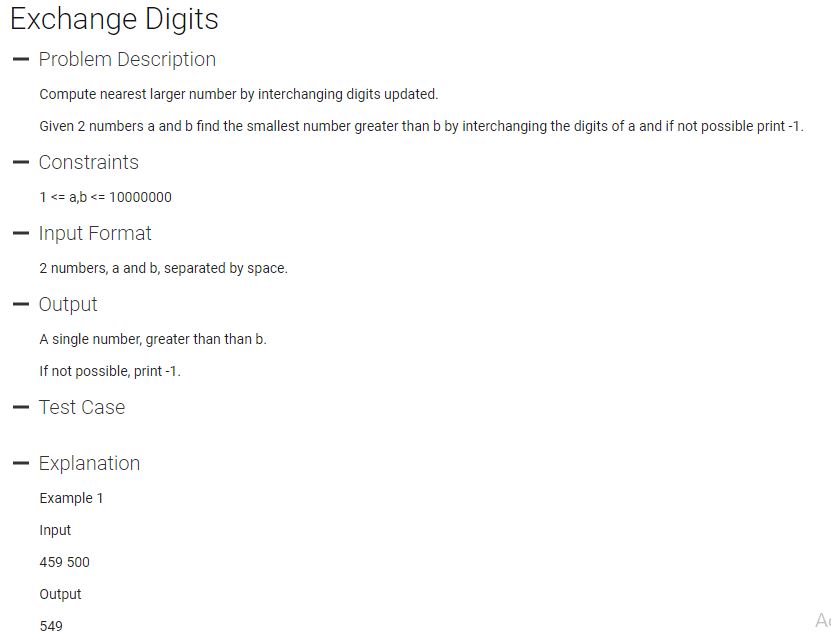 Exchange Digits
Problem Description
Compute nearest larger number by interchanging digits updated.
Given 2 numbers a and b find the smallest number greater than b by interchanging the digits of a and if not possible print -1.
Constraints
1 <= a,b <= 10000000
Input Format
2 numbers, a and b, separated by space.
Output
A single number, greater than than b.
If not possible, print -1.
Test Case
Explanation
Example 1
Input
459 500
Output
549